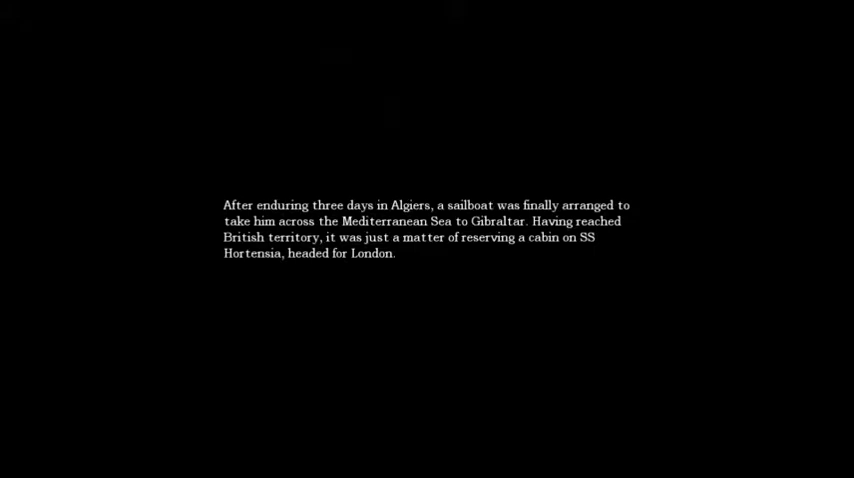 After enduring three days in Algiers, a sailboat was finally arranged to
take him across the Mediterranean Sea to Gibraltar. Having reached
British territory, it was just a matter of reserving a cabin on SS
Hortensia, headed for London.